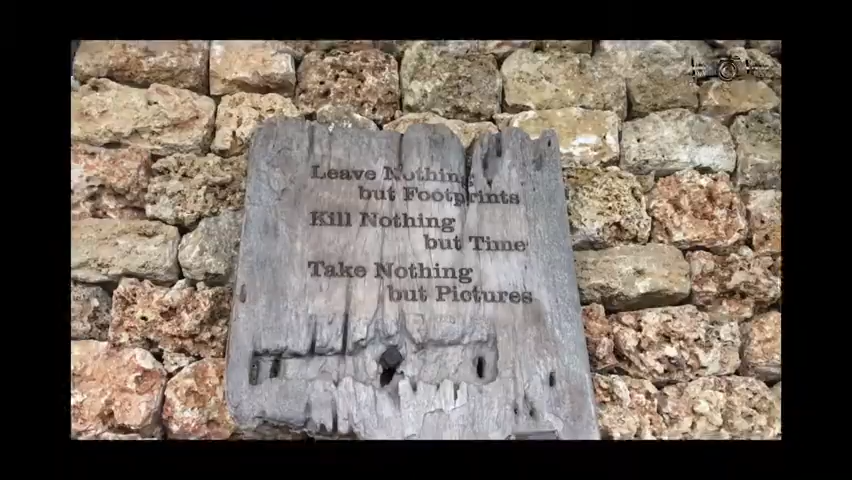 Leave Nothing
but Footprints
Kill Nothing
but Time
Take Nothing
but Pictures